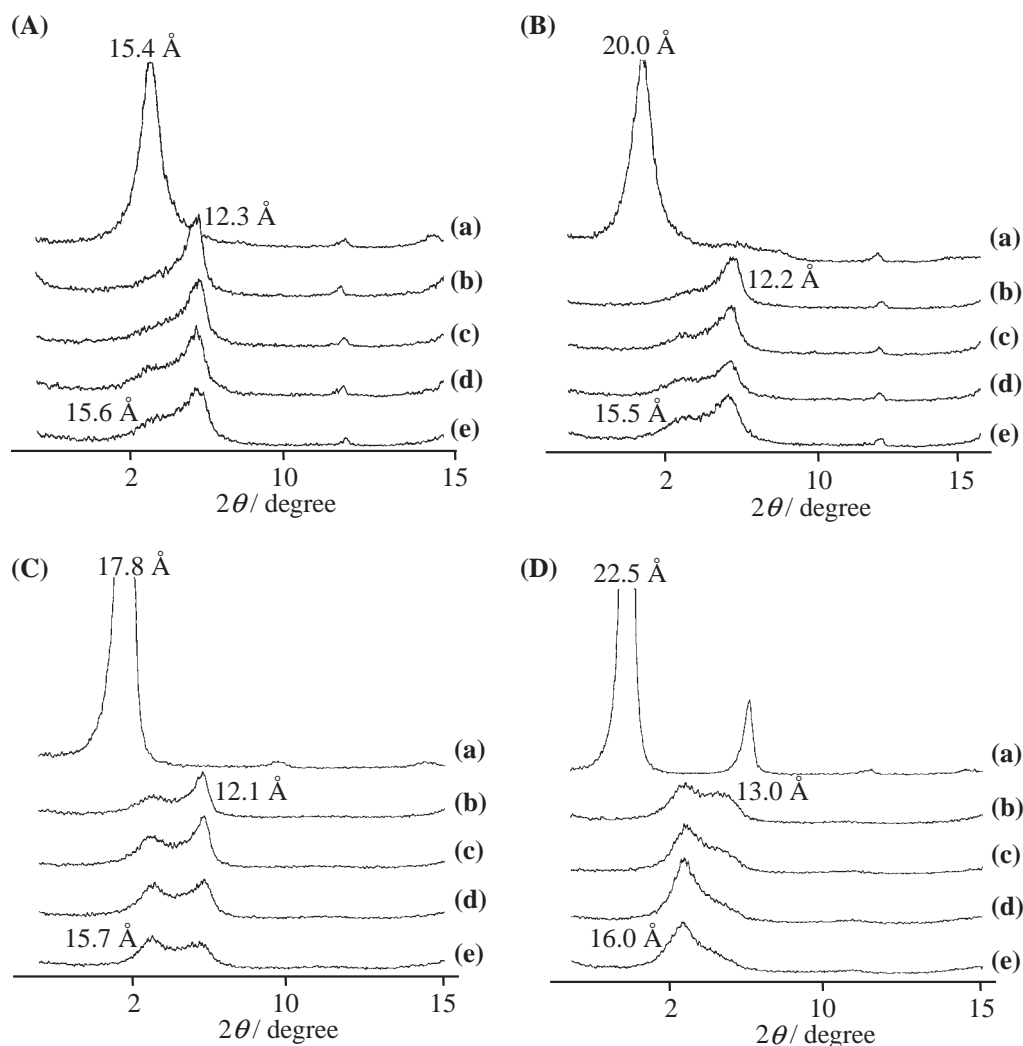 (A)
15.4 Å
12.3 Å
(a)
(b)
(c)
(d)
15.6 Å
(e)
2 10 15
2θ / degree
(B)
20.0 Å
(a)
12.2 Å
(b)
(c)
(d)
15.5 Å
(e)
2 10 15
2θ / degree
(C)
17.8 Å
(a)
12.1 Å
(b)
(c)
(d)
15.7 Å
(e)
2 10 15
2θ / degree
(D)
22.5 Å
(a)
13.0 Å
(b)
(c)
(d)
16.0 Å
(e)
2 10 15
2θ / degree